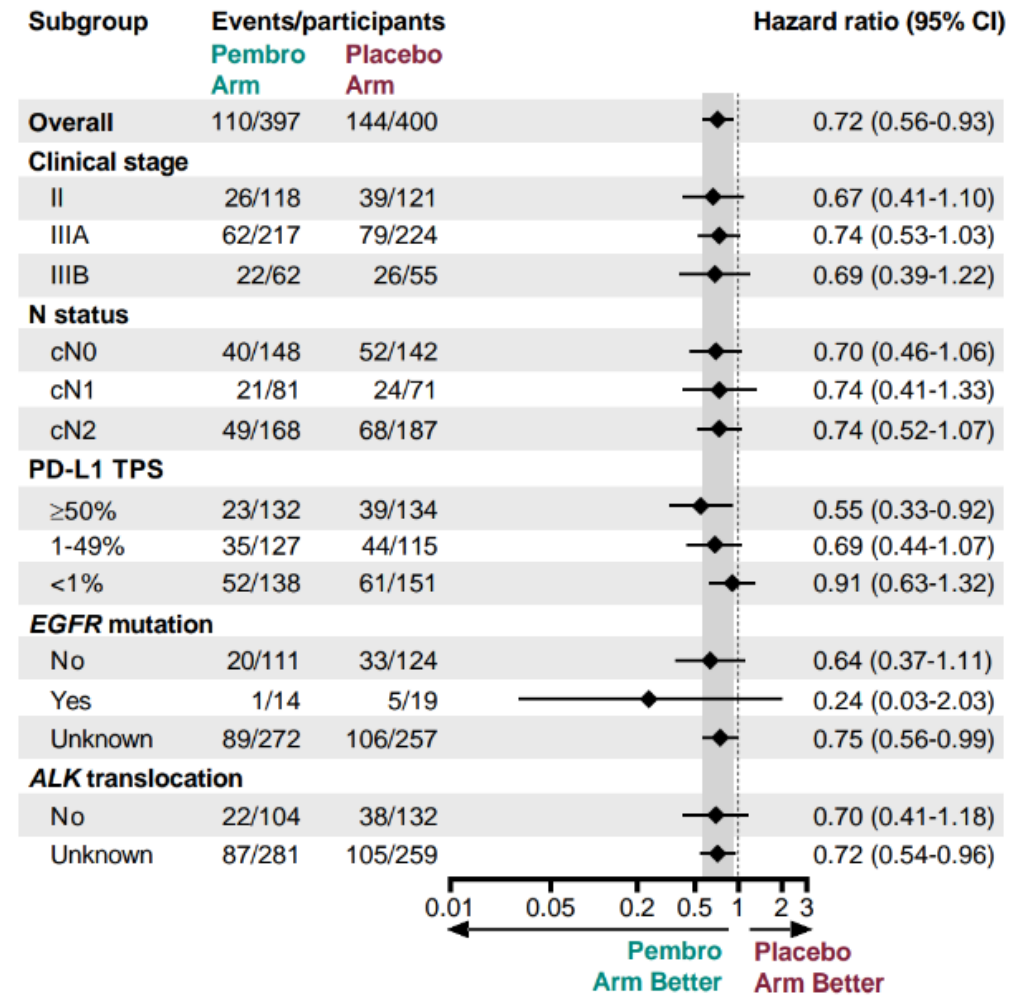 Subgroup Events/participants Hazard ratio (95% CI)
Pembro Placebo
Arm Arm
Overall 110/397 144/400 0.72 (0.56-0.93)
Clinical stage
II 26/118 39/121 0.67 (0.41-1.10)
IIIA 62/217 79/224 0.74 (0.53-1.03)
IIIB 22/62 26/55 0.69 (0.39-1.22)
N status
cN0 40/148 52/142 0.70 (0.46-1.06)
cN1 21/81 24/71 0.74 (0.41-1.33)
cN2 49/168 68/187 0.74 (0.52-1.07)
PD-L1 TPS
≥50% 23/132 39/134 0.55 (0.33-0.92)
1-49% 35/127 44/115 0.69 (0.44-1.07)
<1% 52/138 61/151 0.91 (0.63-1.32)
EGFR mutation
No 20/111 33/124 0.64 (0.37-1.11)
Yes 1/14 5/19 0.24 (0.03-2.03)
Unknown 89/272 106/257 0.75 (0.56-0.99)
ALK translocation
No 22/104 38/132 0.70 (0.41-1.18)
Unknown 87/281 105/259 0.72 (0.54-0.96)
0.01 0.05 0.2 0.5 1 2 3
Pembro Placebo
Arm Better Arm Better